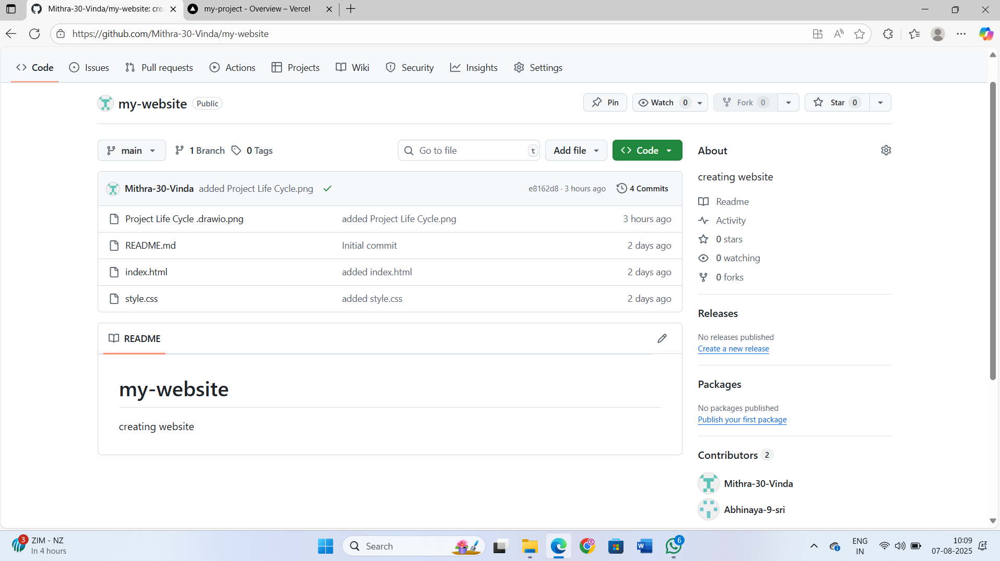 Mithra-30-Vinda/my-website: cre
my-project - Overview – Vercel
https://github.com/Mithra-30-Vinda/my-website
Code Issues Pull requests Actions Projects Wiki Security Insights Settings
my-website Public
Pin Watch 0 Fork 0 Star 0
main 1 Branch 0 Tags Go to file t Add file Code
Mithra-30-Vinda added Project Life Cycle.png e8162d8 · 3 hours ago 4 Commits
Project Life Cycle .drawio.png added Project Life Cycle.png 3 hours ago
README.md Initial commit 2 days ago
index.html added index.html 2 days ago
style.css added style.css 2 days ago
README
my-website
creating website
About
creating website
Readme
Activity
0 stars
0 watching
0 forks
Releases
No releases published
Create a new release
Packages
No packages published
Publish your first package
Contributors 2
Mithra-30-Vinda
Abhinaya-9-sri
3 ZIM - NZ
In 4 hours
Search
W
6
ENG
IN
10:09
07-08-2025